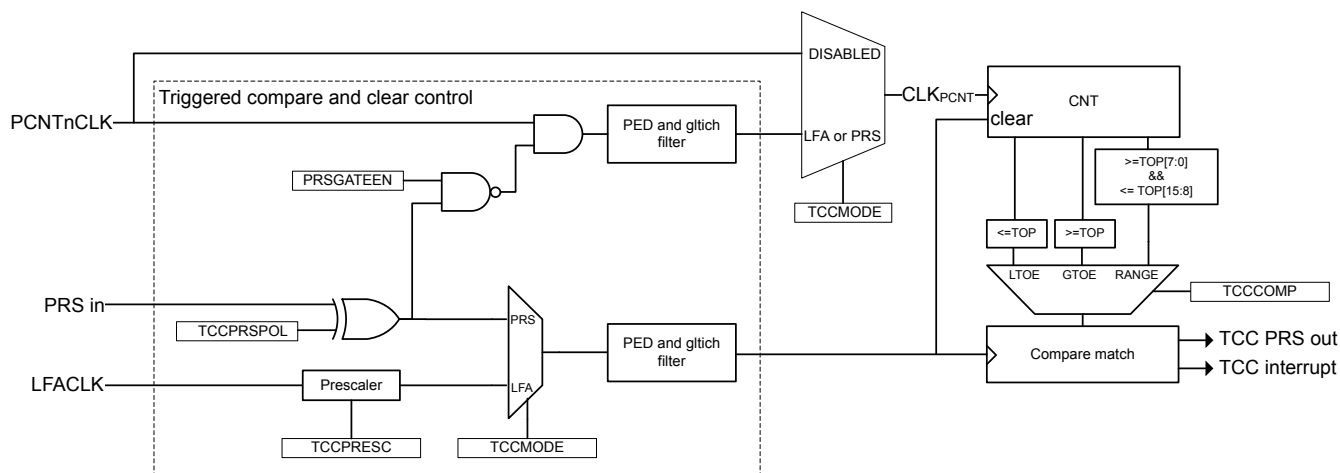 DISABLED
Triggered compare and clear control
PCNTnCLK
PED and gltich
filter
LFA or PRS
CLKPCNT
CNT
clear
>=TOP[7:0]
&&
<= TOP[15:8]
PRSGATEEN
TCCMODE
<=TOP
>=TOP
LTOE
GTOE
RANGE
PRS in
TCCPRSPOL
PRS
TCCCOMP
PED and gltich
filter
Compare match
TCC PRS out
TCC interrupt
LFACLK
Prescaler
LFA
TCCPRESC
TCCMODE